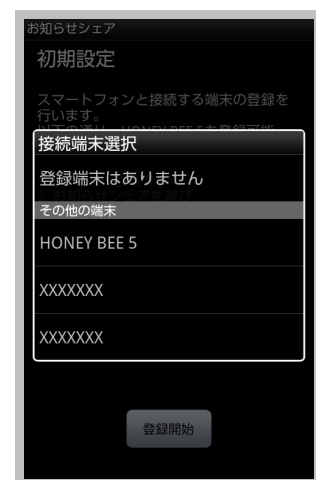 お知らせシェア
初期設定
スマートフォンと接続する端末の登録を
行います。
接続端末選択
登録端末はありません
その他の端末
HONEY BEE 5
XXXXXXX
XXXXXXX
登録開始